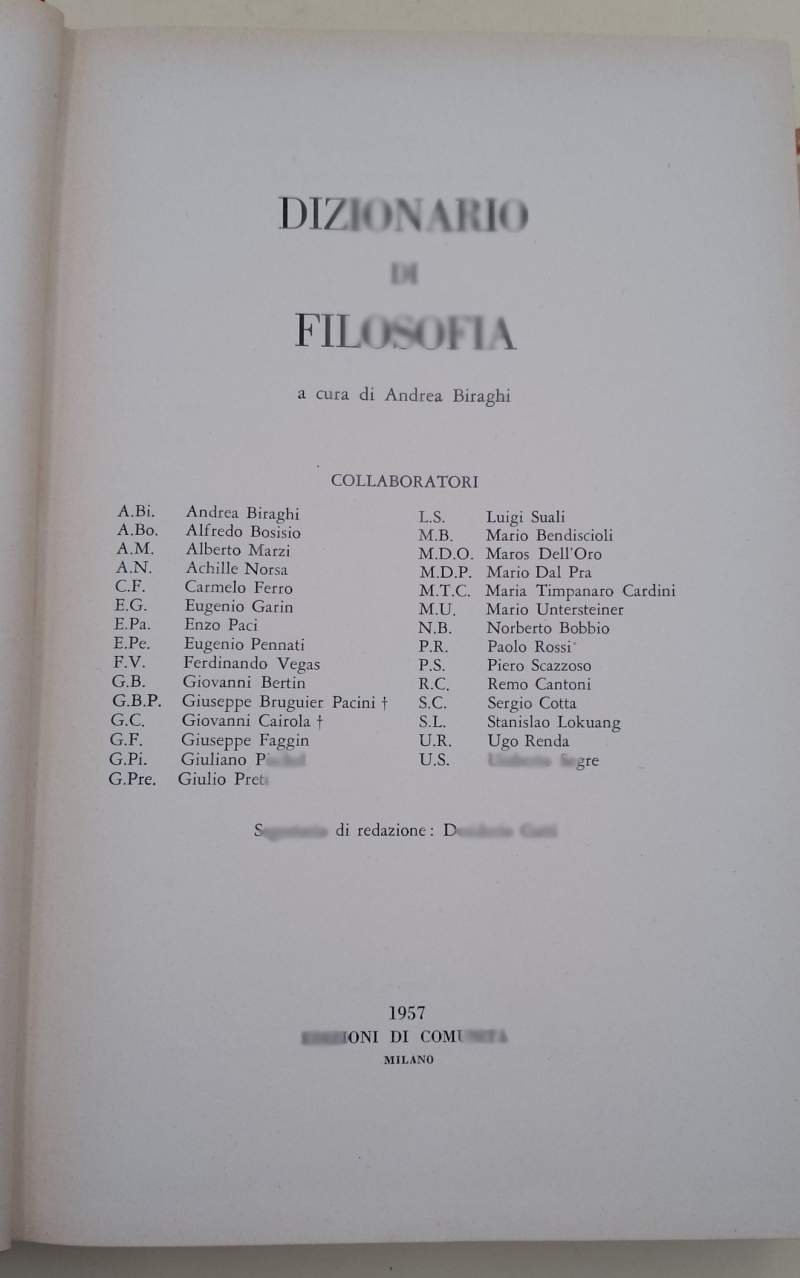 DIZIONARIO
DI
FILOSOFIA
a cura di Andrea Biraghi
COLLABORATORI
A.Bi. Andrea Biraghi
A.Bo. Alfredo Bosisio
A.M. Alberto Marzi
A.N. Achille Norsa
C.F. Carmelo Ferro
E.G. Eugenio Garin
E.Pa. Enzo Paci
E.Pe. Eugenio Pennati
F.V. Ferdinando Vegas
G.B. Giovanni Bertin
G.B.P. Giuseppe Bruguier Pacini †
G.C. Giovanni Cairola †
G.F. Giuseppe Faggin
G.Pi. Giuliano
G.Pre. Giulio
L.S. Luigi Suali
M.B. Mario Bendiscioli
M.D.O. Maros Dell'Oro
M.D.P. Mario Dal Pra
M.T.C. Maria Timpanaro Cardini
M.U. Mario Untersteiner
N.B. Norberto Bobbio
P.R. Paolo Rossi
P.S. Piero Scazzoso
R.C. Remo Cantoni
S.C. Sergio Cotta
S.L. Stanislao Lokuang
U.R. Ugo Renda
U.S.
di redazione:
1957
DI
MILANO